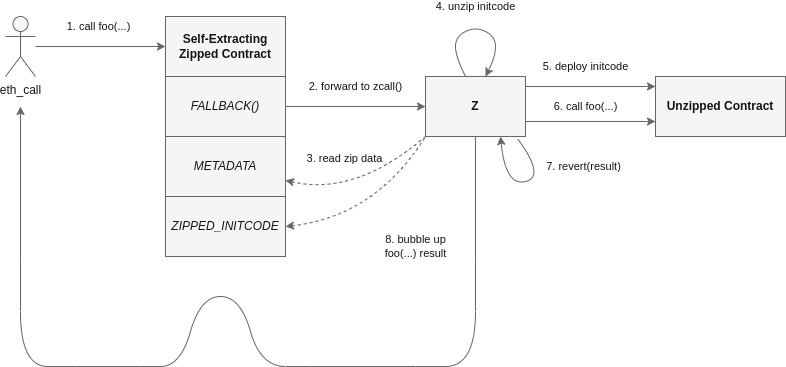 4. unzip initcode
1. call foo(...)
Self-Extracting
Zipped Contract
5. deploy initcode
eth_call
2. forward to zcall()
FALLBACK()
Z
6. call foo(...)
Unzipped Contract
3. read zip data
METADATA
7. revert(result)
ZIPPED_INITCODE
8. bubble up
foo(...) result